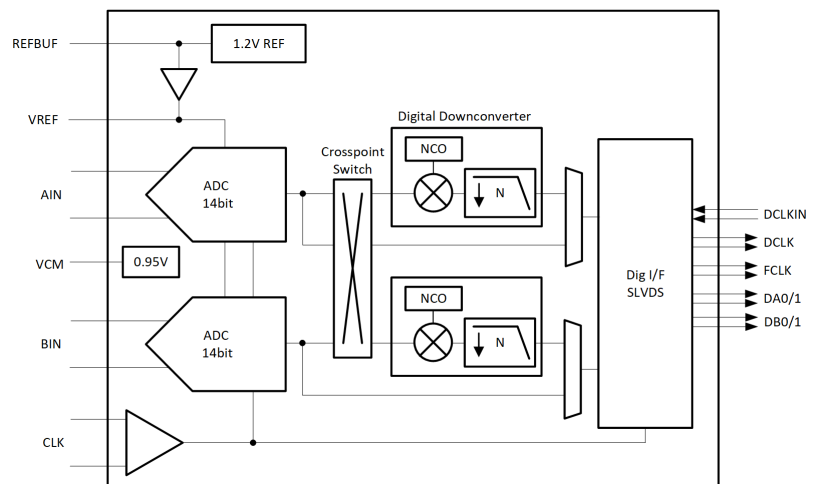 REFBUF
1.2V REF
VREF
Digital Downconverter
NCO
Crosspoint
Switch
ADC
14bit
N
AIN
DCLKIN
DCLK
VCM
0.95V
FCLK
Dig I/F
SLVDS
DA0/1
NCO
DB0/1
ADC
14bit
BIN
N
CLK